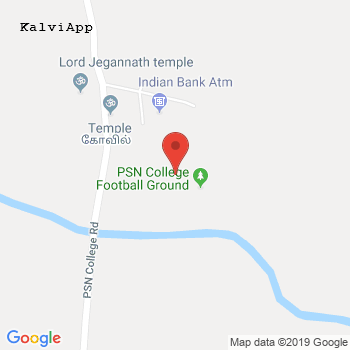 KalviApp
Lord Jegannath temple
Indian Bank Atm
Temple
கோவில்
PSN College
Football Ground
PSN College Rd
Google
Map data ©2019 Google